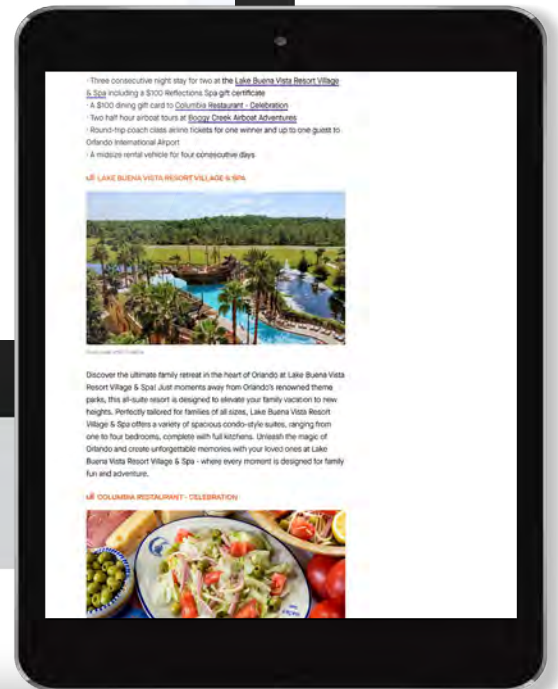 · Three consecutive night stay for two at the Lake Buena Vista Resort Village
& Spa including a $100 Reflections Spa gift certificate
· A $100 dining gift card to Columbia Restaurant - Celebration
· Two half hour airboat tours at Boggy Creek Airboat Adventures
· Round-trip coach class airline tickets for one winner and up to one guest to
Orlando International Airport
· A midsize rental vehicle for four consecutive days
LAKE BUENA VISTA RESORT VILLAGE & SPA
Discover the ultimate family retreat in the heart of Orlando at Lake Buena Vista
Resort Village & Spa! Just moments away from Orlando's renowned theme
parks, this all-suite resort is designed to elevate your family vacation to new
heights. Perfectly tailored for families of all sizes, Lake Buena Vista Resort
Village & Spa offers a variety of spacious condo-style suites, ranging from
one to four bedrooms, complete with full kitchens. Unleash the magic of
Orlando and create unforgettable memories with your loved ones at Lake
Buena Vista Resort Village & Spa - where every moment is designed for family
fun and adventure.
COLUMBIA RESTAURANT - CELEBRATION